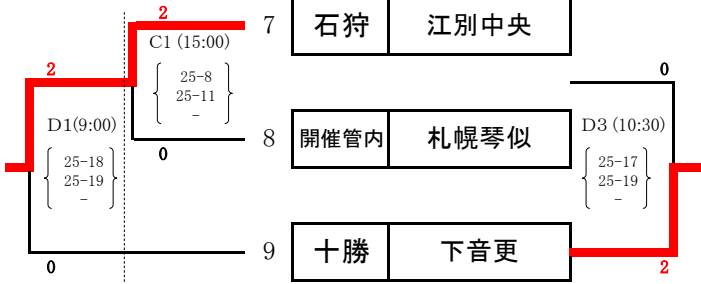 2
7 石狩 江別中央
C1 (15:00)
2
0
25-8
25-11
-
D1(9:00)
8 開催管内 札幌琴似
D3 (10:30)
0
25-18
25-19
-
25-17
25-19
-
9 十勝 下音更
0
2